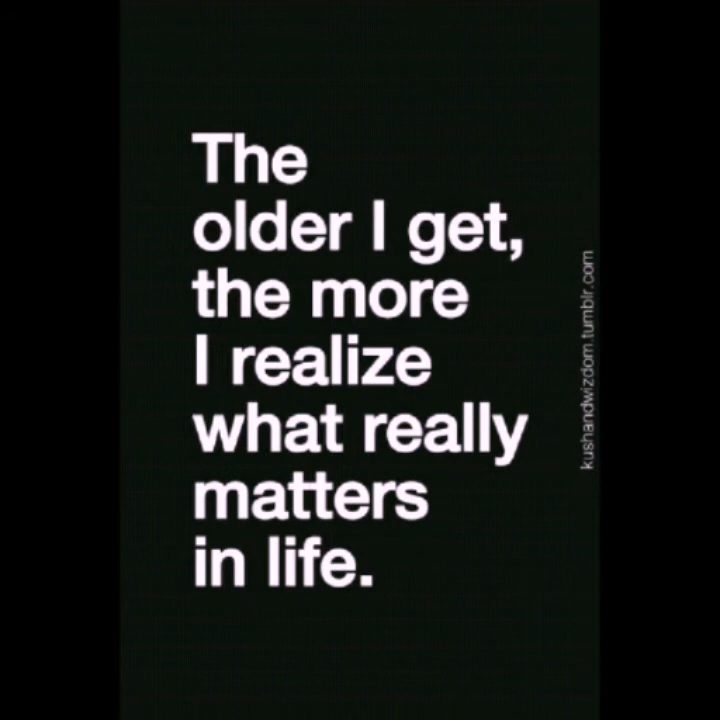 The
older I get,
the more
I realize
what really
matters
in life.
kushandwizdom.tumblr.com